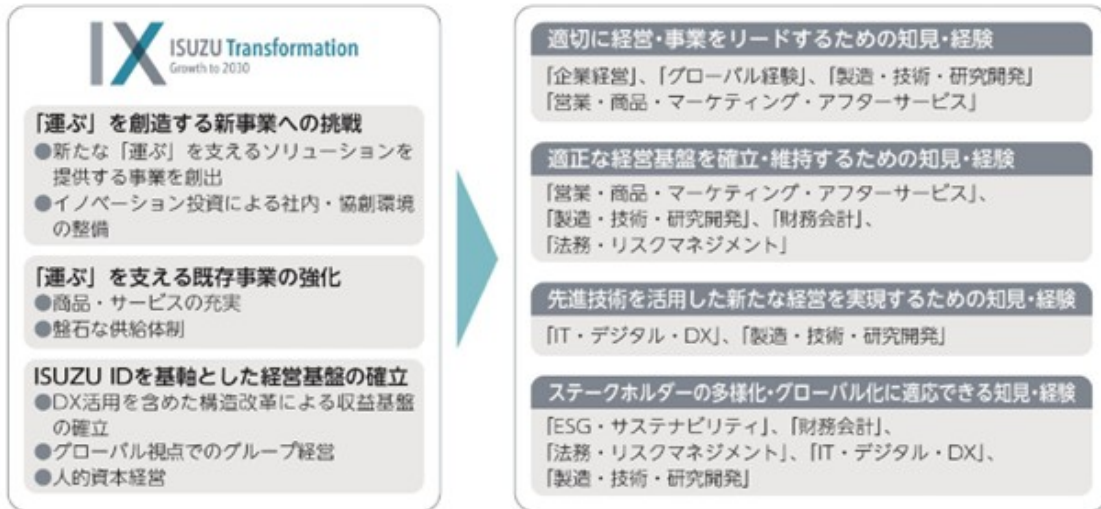 IX ISUZU Transformation
Growth to 2030
「運ぶ」を創造する新事業への挑戦
●新たな「運ぶ」を支えるソリューションを
提供する事業を創出
●イノベーション投資による社内・協創環境
の整備
「運ぶ」を支える既存事業の強化
●商品・サービスの充実
●盤石な供給体制
ISUZU IDを基軸とした経営基盤の確立
●DX活用を含めた構造改革による収益基盤
の確立
●グローバル視点でのグループ経営
●人的資本経営
適切に経営・事業をリードするための知見・経験
「企業経営」、「グローバル経験」、「製造・技術・研究開発」
「営業・商品・マーケティング・アフターサービス」
適正な経営基盤を確立・維持するための知見・経験
「営業・商品・マーケティング・アフターサービス」、
「製造・技術・研究開発」、「財務会計」、
「法務・リスクマネジメント」
先進技術を活用した新たな経営を実現するための知見・経験
「IT・デジタル・DX」、「製造・技術・研究開発」
ステークホルダーの多様化・グローバル化に適応できる知見・経験
「ESG・サステナビリティ」、「財務会計」、
「法務・リスクマネジメント」、「IT・デジタル・DX」、
「製造・技術・研究開発」